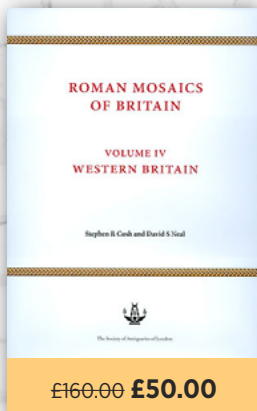 ROMAN MOSAICS
OF BRITAIN
VOLUME IV
WESTERN BRITAIN
Stephen R Cosh and David S Neal
The Society of Antiquaries of London
£160.00 £50.00